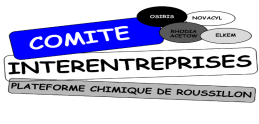 OSIRIS NOVACYL
COMITE
RHODIA
ACETOW ELKEM
INTERENTREPRISES
PLATEFORME CHIMIQUE DE ROUSSILLON